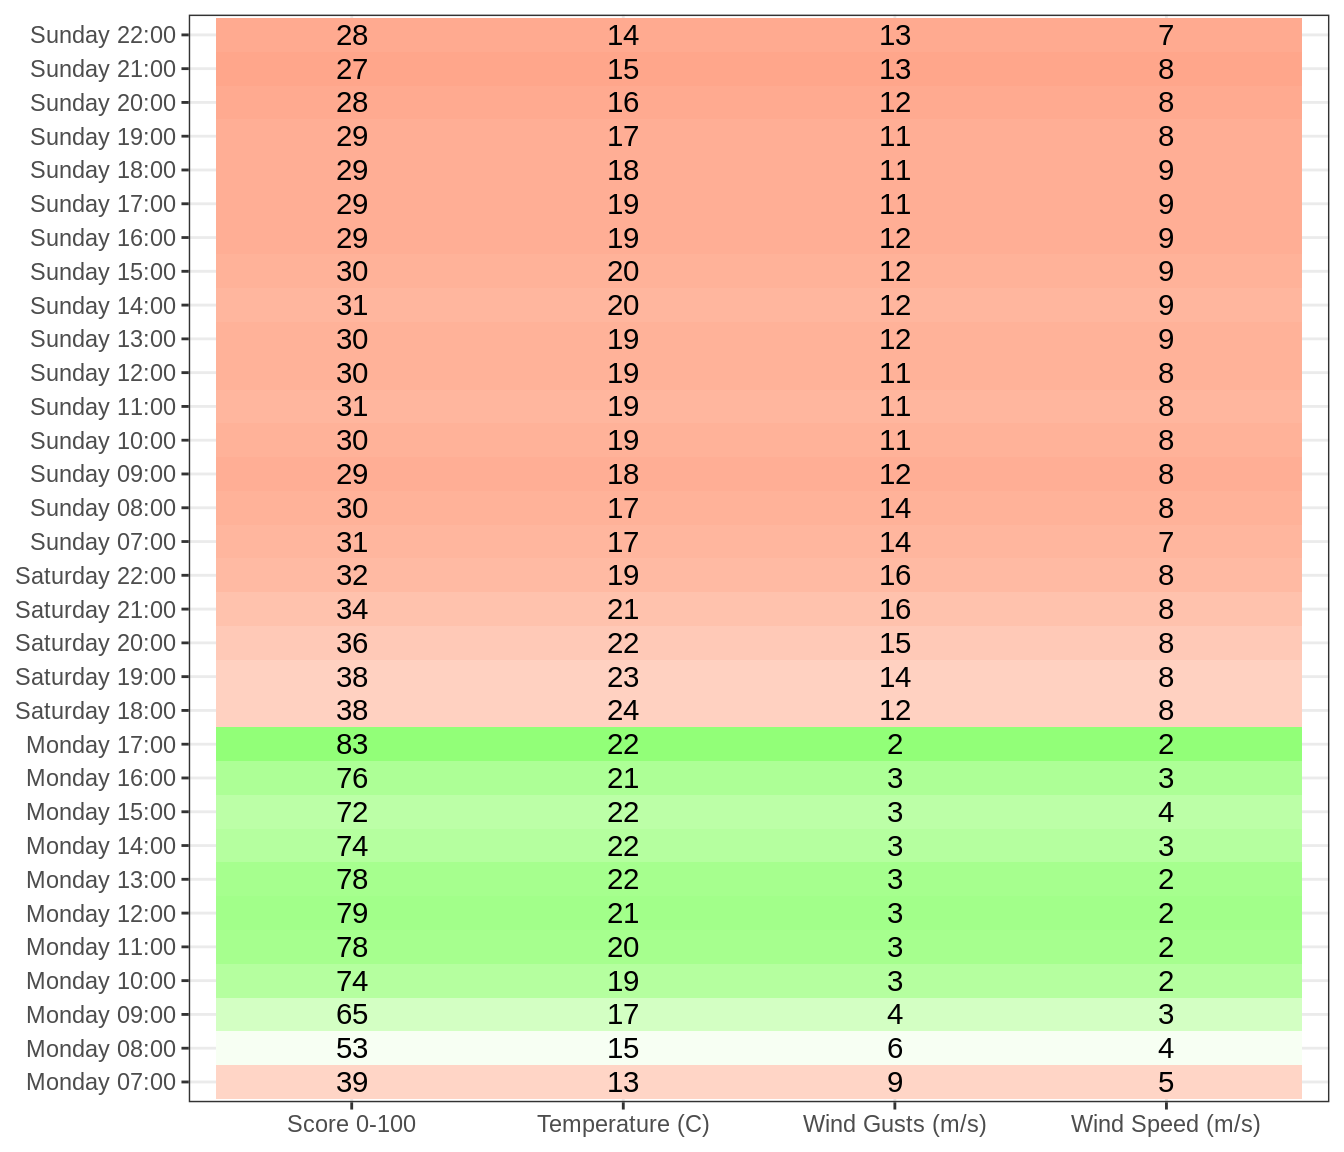 Sunday 22:00 28 14 13 7
Sunday 21:00 27 15 13 8
Sunday 20:00 28 16 12 8
Sunday 19:00 29 17 11 8
Sunday 18:00 29 18 11 9
Sunday 17:00 29 19 11 9
Sunday 16:00 29 19 12 9
Sunday 15:00 30 20 12 9
Sunday 14:00 31 20 12 9
Sunday 13:00 30 19 12 9
Sunday 12:00 30 19 11 8
Sunday 11:00 31 19 11 8
Sunday 10:00 30 19 11 8
Sunday 09:00 29 18 12 8
Sunday 08:00 30 17 14 8
Sunday 07:00 31 17 14 7
Saturday 22:00 32 19 16 8
Saturday 21:00 34 21 16 8
Saturday 20:00 36 22 15 8
Saturday 19:00 38 23 14 8
Saturday 18:00 38 24 12 8
Monday 17:00 83 22 2 2
Monday 16:00 76 21 3 3
Monday 15:00 72 22 3 4
Monday 14:00 74 22 3 3
Monday 13:00 78 22 3 2
Monday 12:00 79 21 3 2
Monday 11:00 78 20 3 2
Monday 10:00 74 19 3 2
Monday 09:00 65 17 4 3
Monday 08:00 53 15 6 4
Monday 07:00 39 13 9 5
Score 0-100 Temperature (C) Wind Gusts (m/s) Wind Speed (m/s)